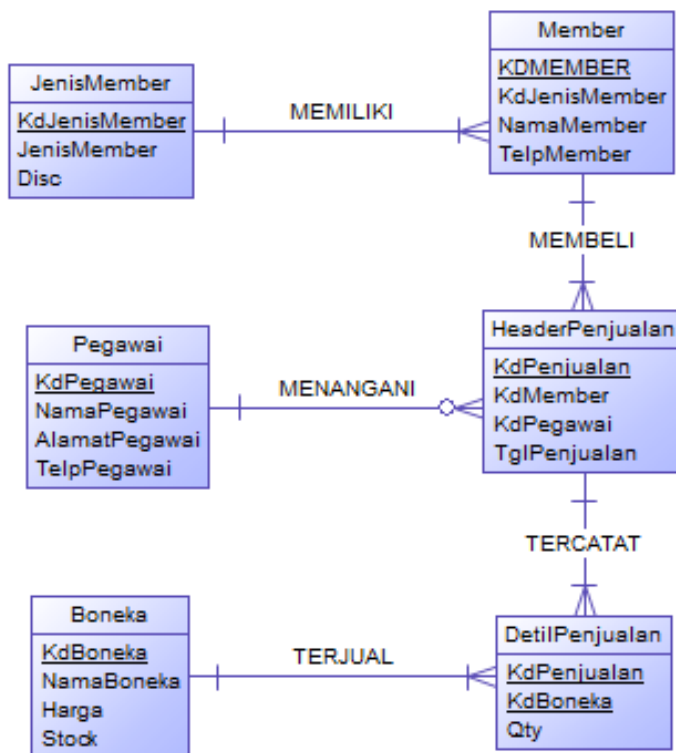 JenisMember
KdJenisMember
JenisMember
Disc
MEMILIKI
Member
KDMEMBER
KdJenisMember
NamaMember
TelpMember
MEMBELI
Pegawai
KdPegawai
NamaPegawai
AlamatPegawai
TelpPegawai
MENANGANI
HeaderPenjualan
KdPenjualan
KdMember
KdPegawai
TglPenjualan
TERCATAT
Boneka
KdBoneka
NamaBoneka
Harga
Stock
TERJUAL
DetilPenjualan
KdPenjualan
KdBoneka
Qty